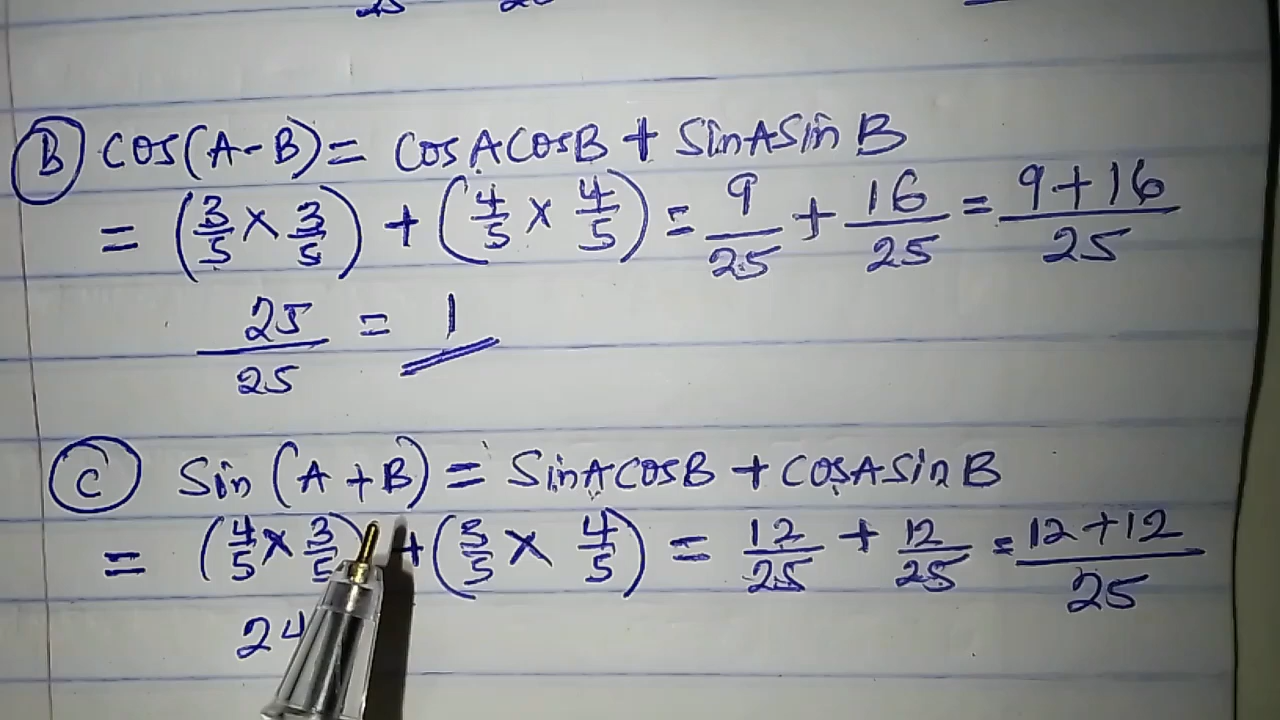 B cos(A-B) = cosAcosB + SinASinB
= (3/5 × 3/5) + (4/5 × 4/5) = 9/25 + 16/25 = 9+16/25
25/25 = 1
C Sin(A+B) = SinAcosB + cosASinB
= (4/5 × 3/5) + (3/5 × 4/5) = 12/25 + 12/25 = 12+12/25
24